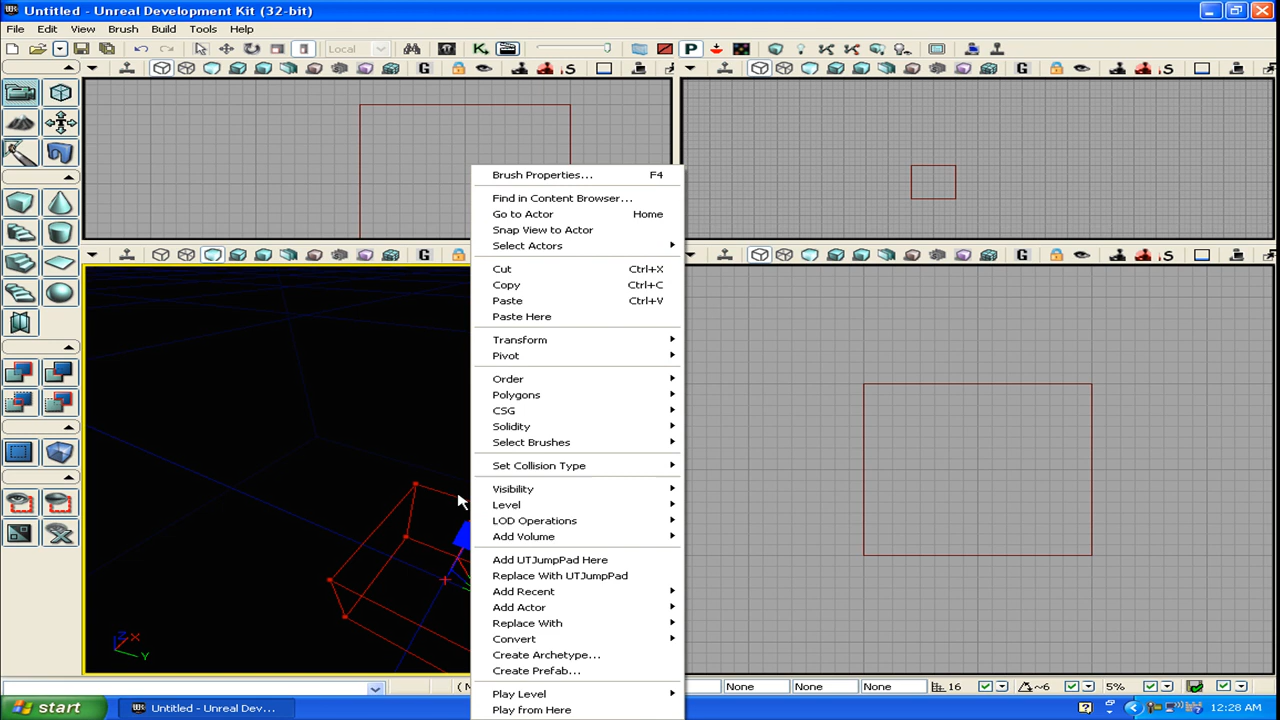 Untitled - Unreal Development Kit (32-bit)
File Edit View Brush Build Tools Help
Local
G S
G S
G
G S
Brush Properties... F4
Find in Content Browser...
Go to Actor Home
Snap View to Actor
Select Actors
Cut Ctrl+X
Copy Ctrl+C
Paste Ctrl+V
Paste Here
Transform
Pivot
Order
Polygons
CSG
Solidity
Select Brushes
Set Collision Type
Visibility
Level
LOD Operations
Add Volume
Add UTJumpPad Here
Replace With UTJumpPad
Add Recent
Add Actor
Replace With
Convert
Create Archetype...
Create Prefab...
Play Level
Play from Here
Z X
Y
None None None 16 ~6 5%
start Untitled - Unreal Dev... 12:28 AM